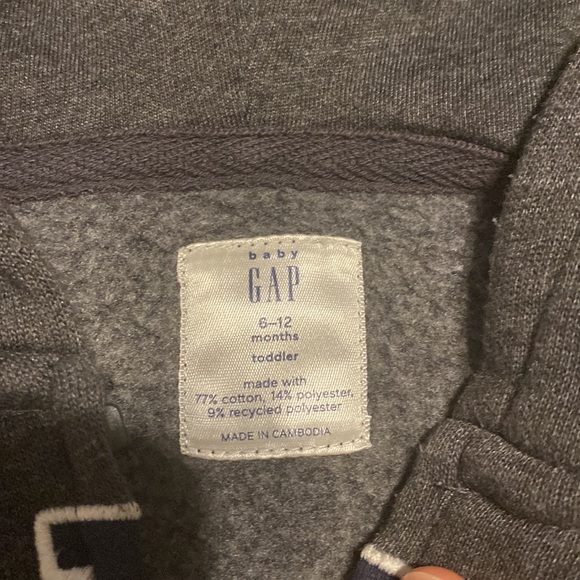 baby
GAP
6–12
months
toddler
made with
77% cotton, 14% polyester,
9% recycled polyester
MADE IN CAMBODIA